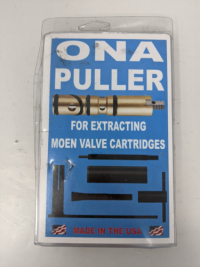 ONA
PULLER
FOR EXTRACTING
MOEN VALVE CARTRIDGES
MADE IN THE USA